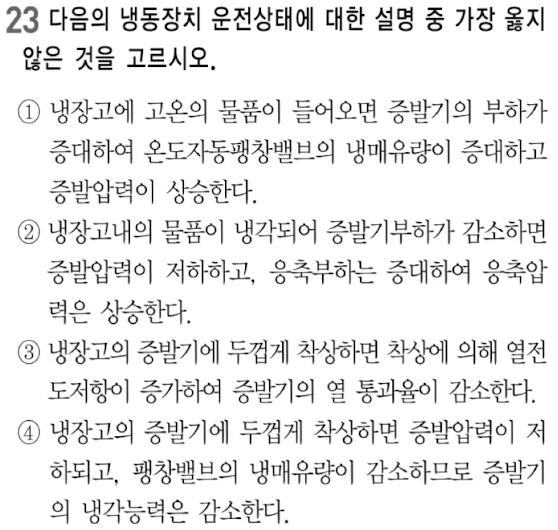 23 다음의 냉동장치 운전상태에 대한 설명 중 가장 옳지
않은 것을 고르시오.
① 냉장고에 고온의 물품이 들어오면 증발기의 부하가
증대하여 온도자동팽창밸브의 냉매유량이 증대하고
증발압력이 상승한다.
② 냉장고내의 물품이 냉각되어 증발기부하가 감소하면
증발압력이 저하하고, 응축부하는 증대하여 응축압
력은 상승한다.
③ 냉장고의 증발기에 두껍게 착상하면 착상에 의해 열전
도저항이 증가하여 증발기의 열 통과율이 감소한다.
④ 냉장고의 증발기에 두껍게 착상하면 증발압력이 저
하되고, 팽창밸브의 냉매유량이 감소하므로 증발기
의 냉각능력은 감소한다.